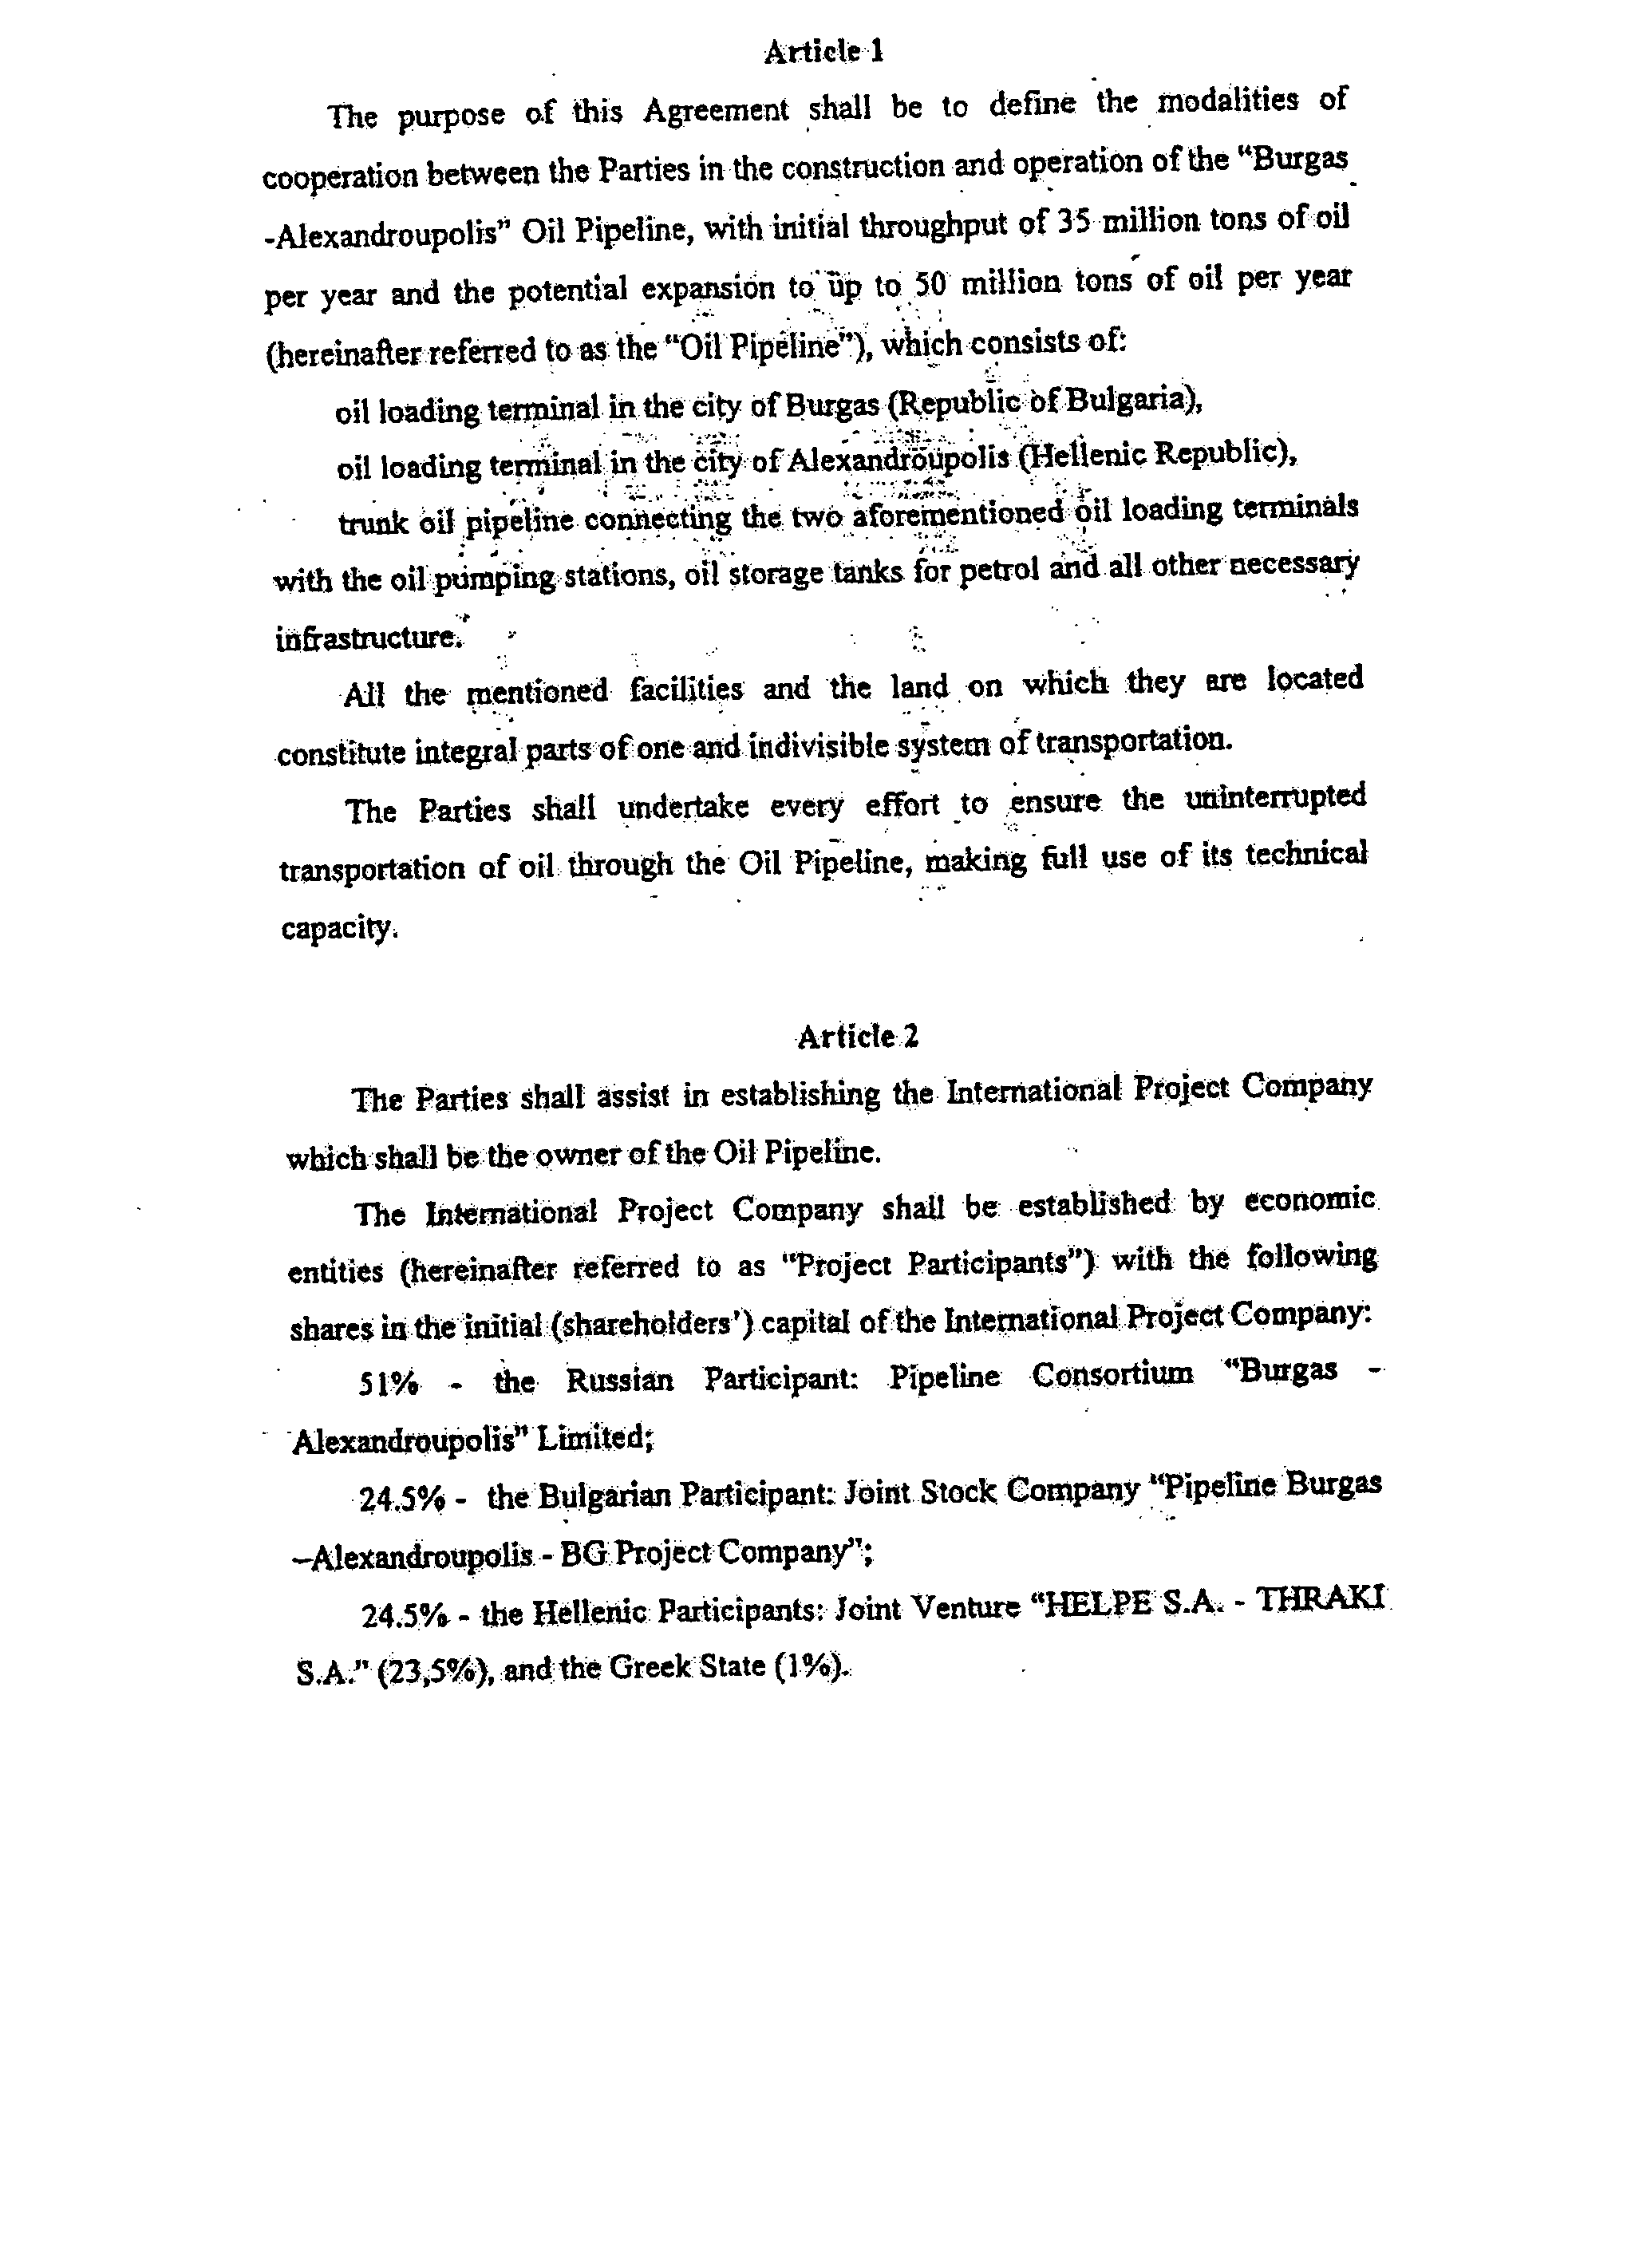 Article 1
The purpose of this Agreement shall be to define the modalities of
cooperation between the Parties in the construction and operation of the “Burgas
-Alexandroupolis” Oil Pipeline, with initial throughput of 35 million tons of oil
per year and the potential expansion to up to 50 million tons of oil per year
(hereinafter referred to as the “Oil Pipeline”), which consists of:
oil loading terminal in the city of Burgas (Republic of Bulgaria),
oil loading terminal in the city of Alexandroupolis (Hellenic Republic),
trunk oil pipeline connecting the two aforementioned oil loading terminals
with the oil pumping stations, oil storage tanks for petrol and all other necessary
infrastructure.
All the mentioned facilities and the land on which they are located
constitute integral parts of one and indivisible system of transportation.
The Parties shall undertake every effort to ensure the uninterrupted
transportation of oil through the Oil Pipeline, making full use of its technical
capacity.
Article 2
The Parties shall assist in establishing the International Project Company
which shall be the owner of the Oil Pipeline.
The International Project Company shall be established by economic
entities (hereinafter referred to as “Project Participants”) with the following
shares in the initial (shareholders') capital of the International Project Company:
51% - the Russian Participant: Pipeline Consortium “Burgas -
Alexandroupolis” Limited;
24.5% - the Bulgarian Participant: Joint Stock Company “Pipeline Burgas
–Alexandroupolis - BG Project Company”;
24.5% - the Hellenic Participants: Joint Venture “HELPE S.A. - THRAKI
S.A.” (23,5%), and the Greek State (1%).